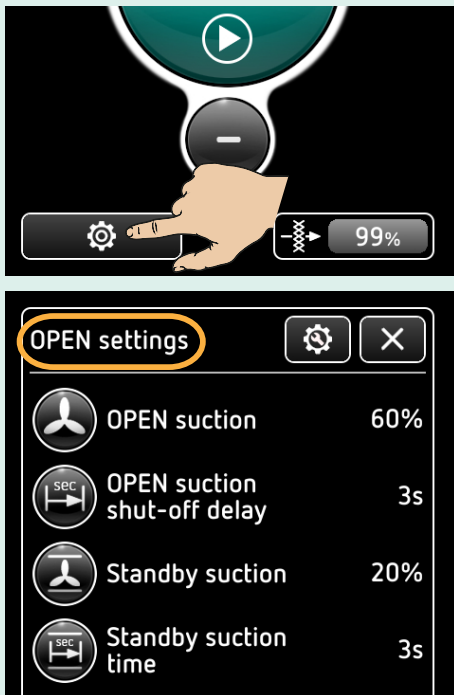 99%
OPEN settings
OPEN suction 60%
sec
OPEN suction
shut-off delay 3s
Standby suction 20%
sec
Standby suction
time 3s